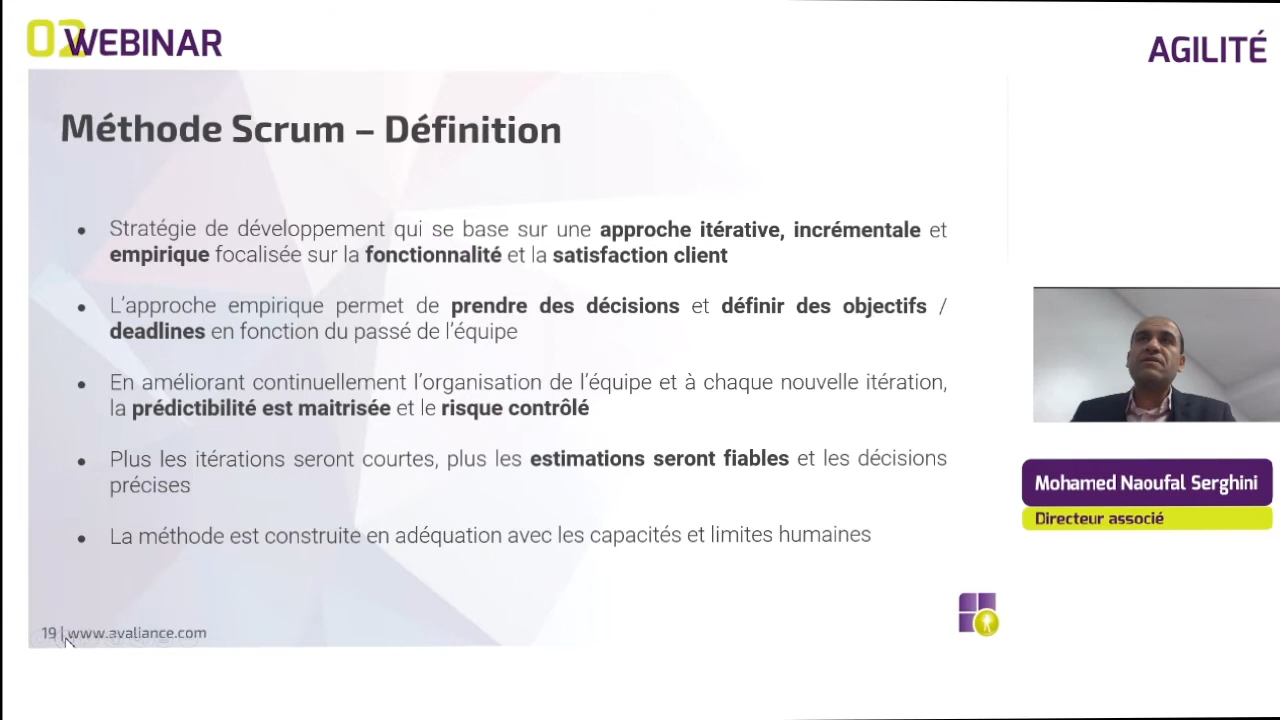 02 WEBINAR
AGILITÉ
Méthode Scrum – Définition
• Stratégie de développement qui se base sur une approche itérative, incrémentale et
empirique focalisée sur la fonctionnalité et la satisfaction client
• L’approche empirique permet de prendre des décisions et définir des objectifs /
deadlines en fonction du passé de l’équipe
• En améliorant continuellement l’organisation de l’équipe et à chaque nouvelle itération,
la prédictibilité est maitrisée et le risque contrôlé
• Plus les itérations seront courtes, plus les estimations seront fiables et les décisions
précises
• La méthode est construite en adéquation avec les capacités et limites humaines
Mohamed Naoufal Serghini
Directeur associé
19 | www.avaliance.com